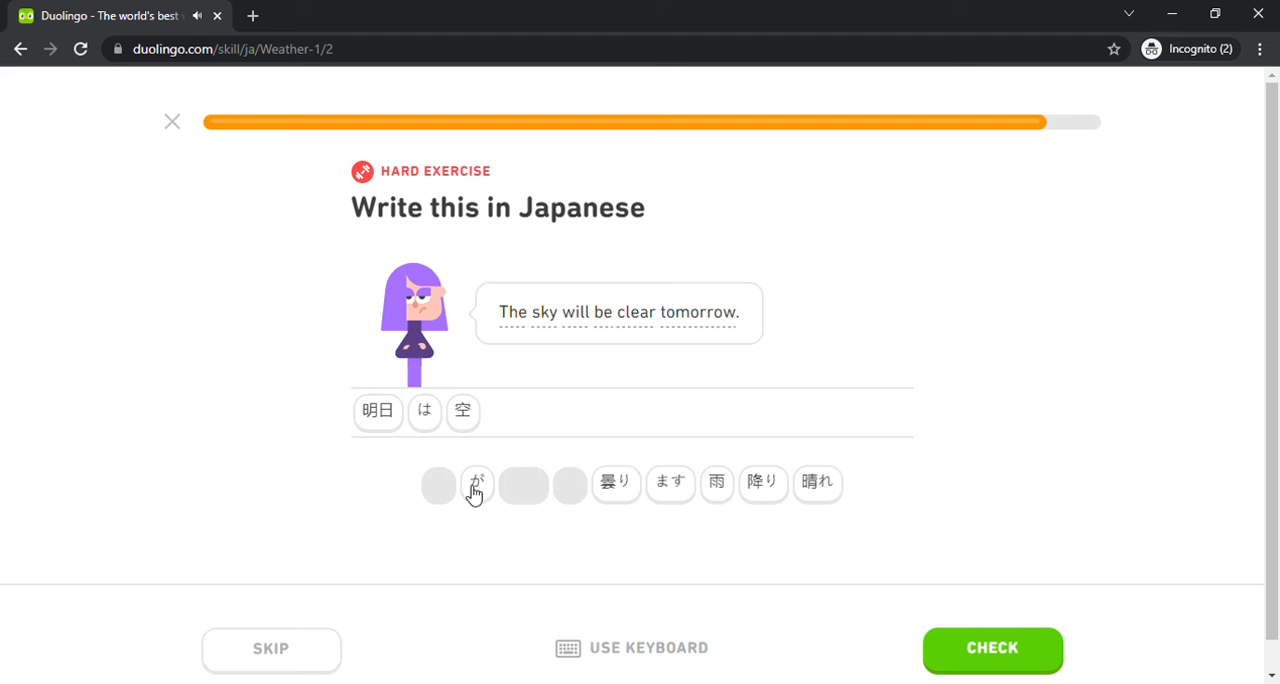 Duolingo - The world's best
duolingo.com/skill/ja/Weather-1/2
Incognito (2)
HARD EXERCISE
Write this in Japanese
The sky will be clear tomorrow.
明日 は 空
が 曇り ます 雨 降り 晴れ
SKIP
USE KEYBOARD
CHECK